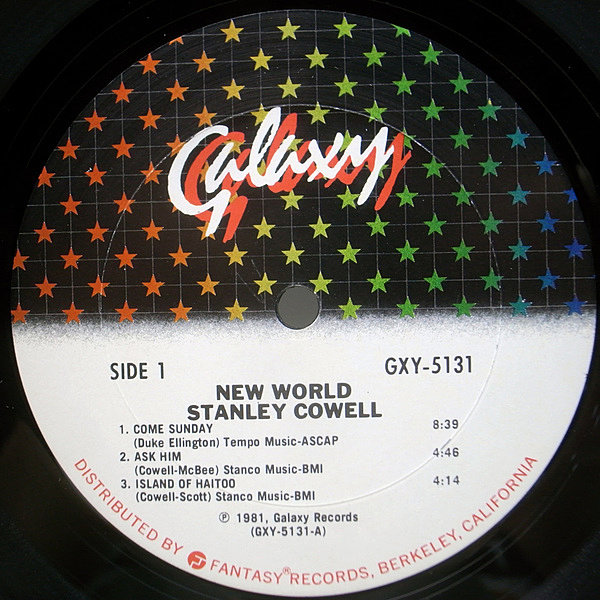 Galaxy
SIDE 1
GXY-5131
NEW WORLD
STANLEY COWELL
1. COME SUNDAY 8:39
(Duke Ellington) Tempo Music-ASCAP
2. ASK HIM 4:46
(Cowell-McBee) Stanco Music-BMI
3. ISLAND OF HAITOO 4:14
(Cowell-Scott) Stanco Music-BMI
℗ 1981, Galaxy Records
(GXY-5131-A)
DISTRIBUTED BY FANTASY® RECORDS, BERKELEY, CALIFORNIA